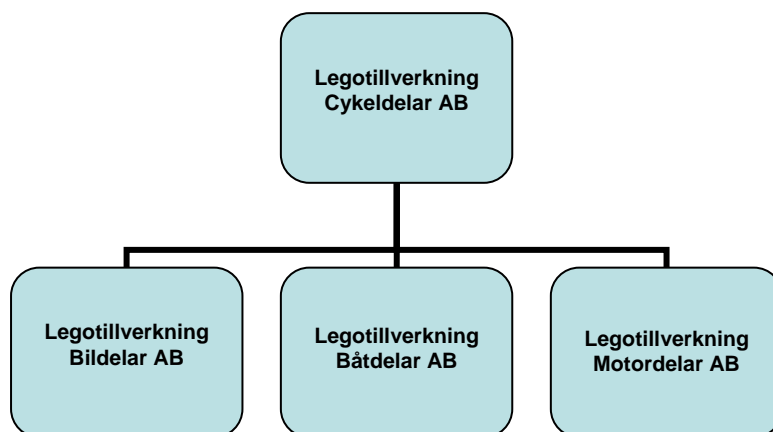 Legotillverkning
Cykeldelar AB
Legotillverkning
Bildelar AB
Legotillverkning
Båtdelar AB
Legotillverkning
Motordelar AB